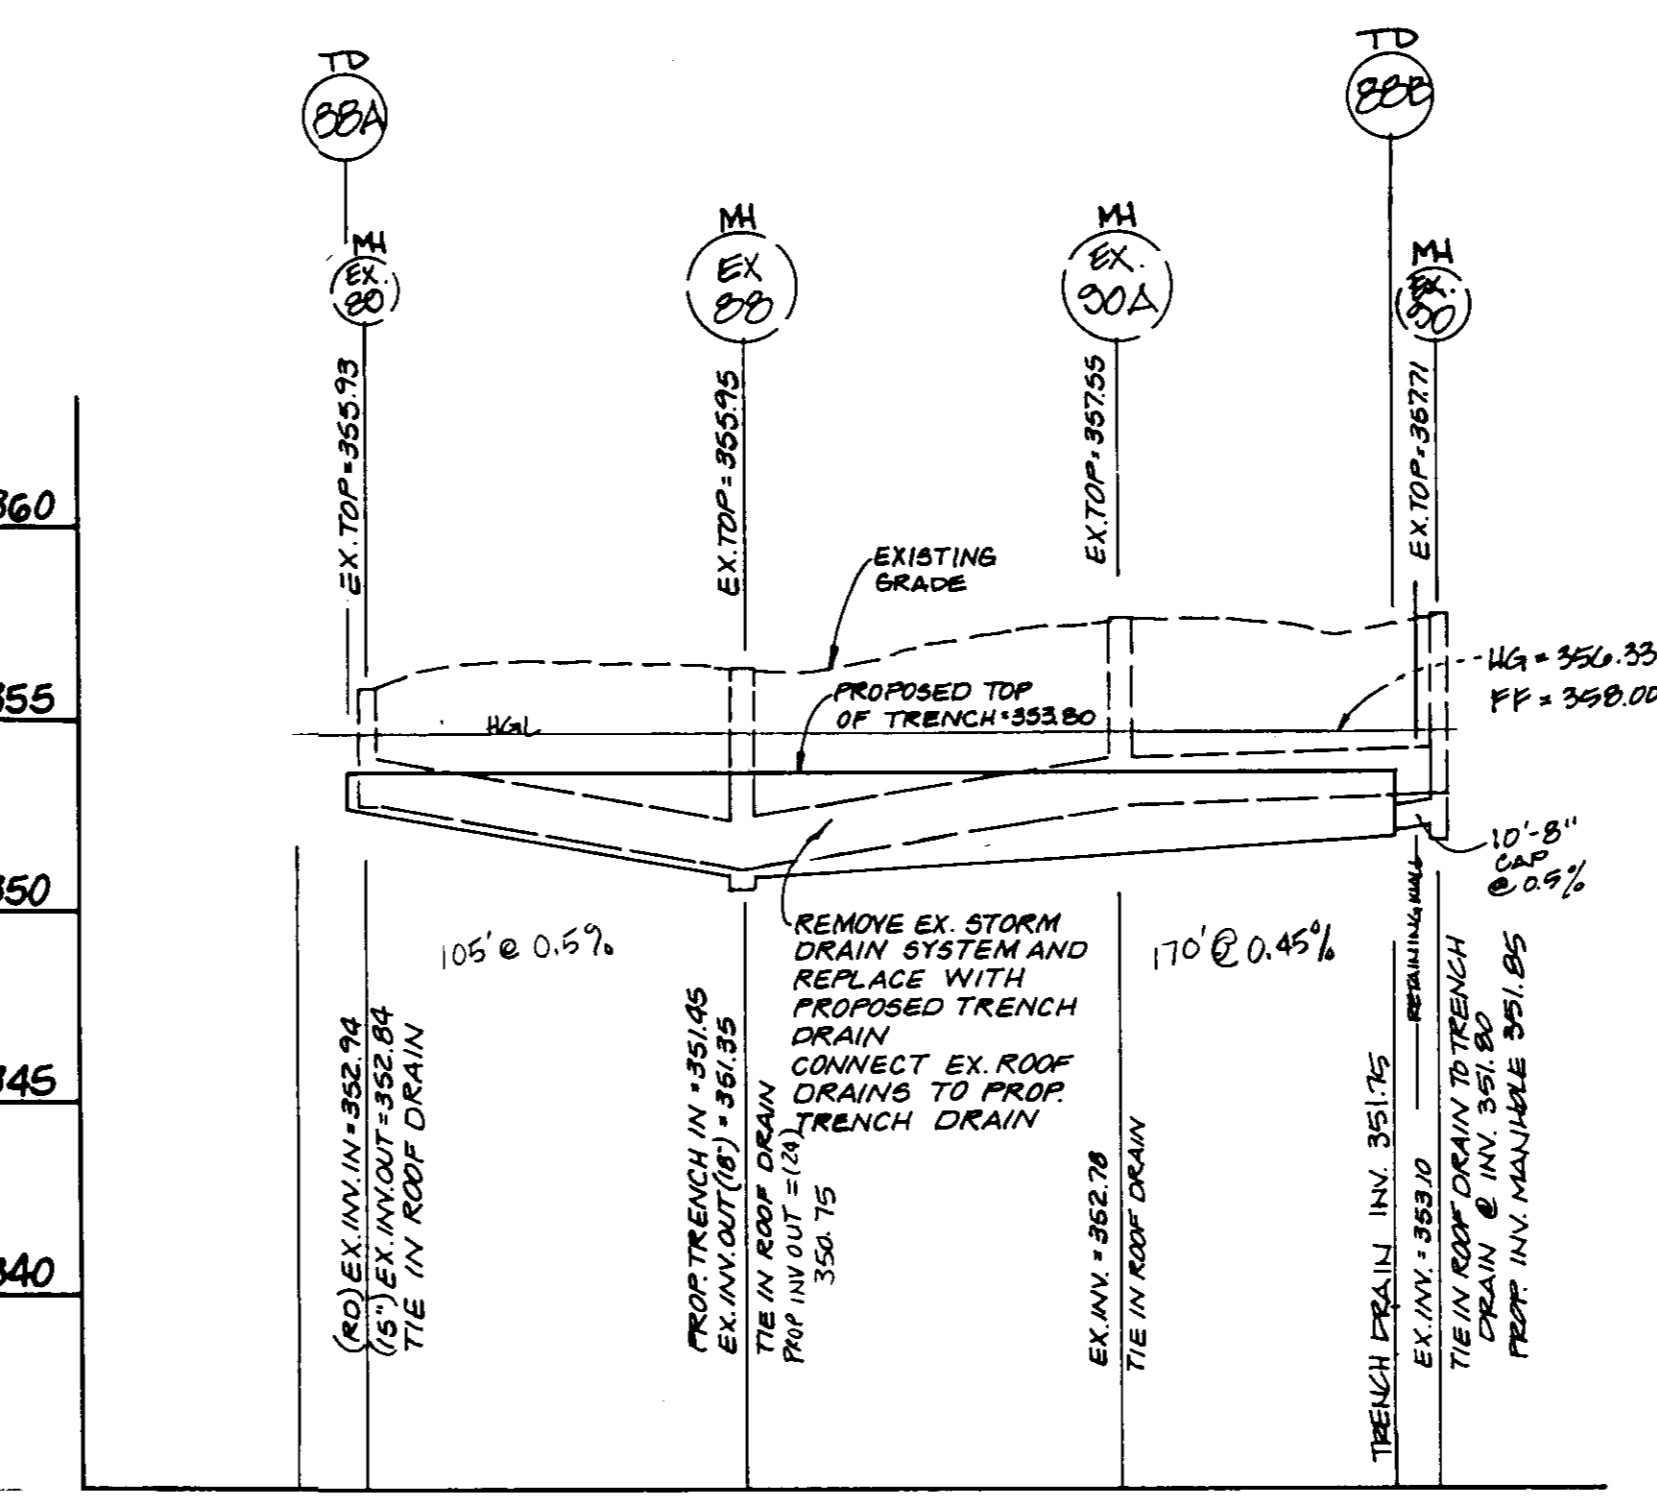 TD
88A
TD
88B
MH
EX.
80
MH
EX
88
MH
EX.
90A
MH
EX.
90
EX.TOP=355.93
EX.TOP=355.95
EX.TOP=357.55
EX.TOP=357.71
360
355
350
345
340
EXISTING
GRADE
HG=356.33
FF=358.00
PROPOSED TOP
OF TRENCH=353.80
HGL
10'-8"
CAP
@ 0.5%
105' @ 0.5%
170' @ 0.45%
REMOVE EX. STORM
DRAIN SYSTEM AND
REPLACE WITH
PROPOSED TRENCH
DRAIN
CONNECT EX. ROOF
DRAINS TO PROP.
TRENCH DRAIN
(RD) EX.INV.IN=352.94
(15") EX.INV.OUT=352.84
TIE IN ROOF DRAIN
PROP. TRENCH IN=351.45
EX.INV.OUT(18")=351.35
TIE IN ROOF DRAIN
PROP INV OUT =(24)
350.75
EX.INV.=352.78
TIE IN ROOF DRAIN
TRENCH DRAIN INV. 351.75
RETAINING WALL
EX.INV.=353.10
TIE IN ROOF DRAIN TO TRENCH
DRAIN @ INV. 351.80
PROP. INV. MANHOLE 351.85